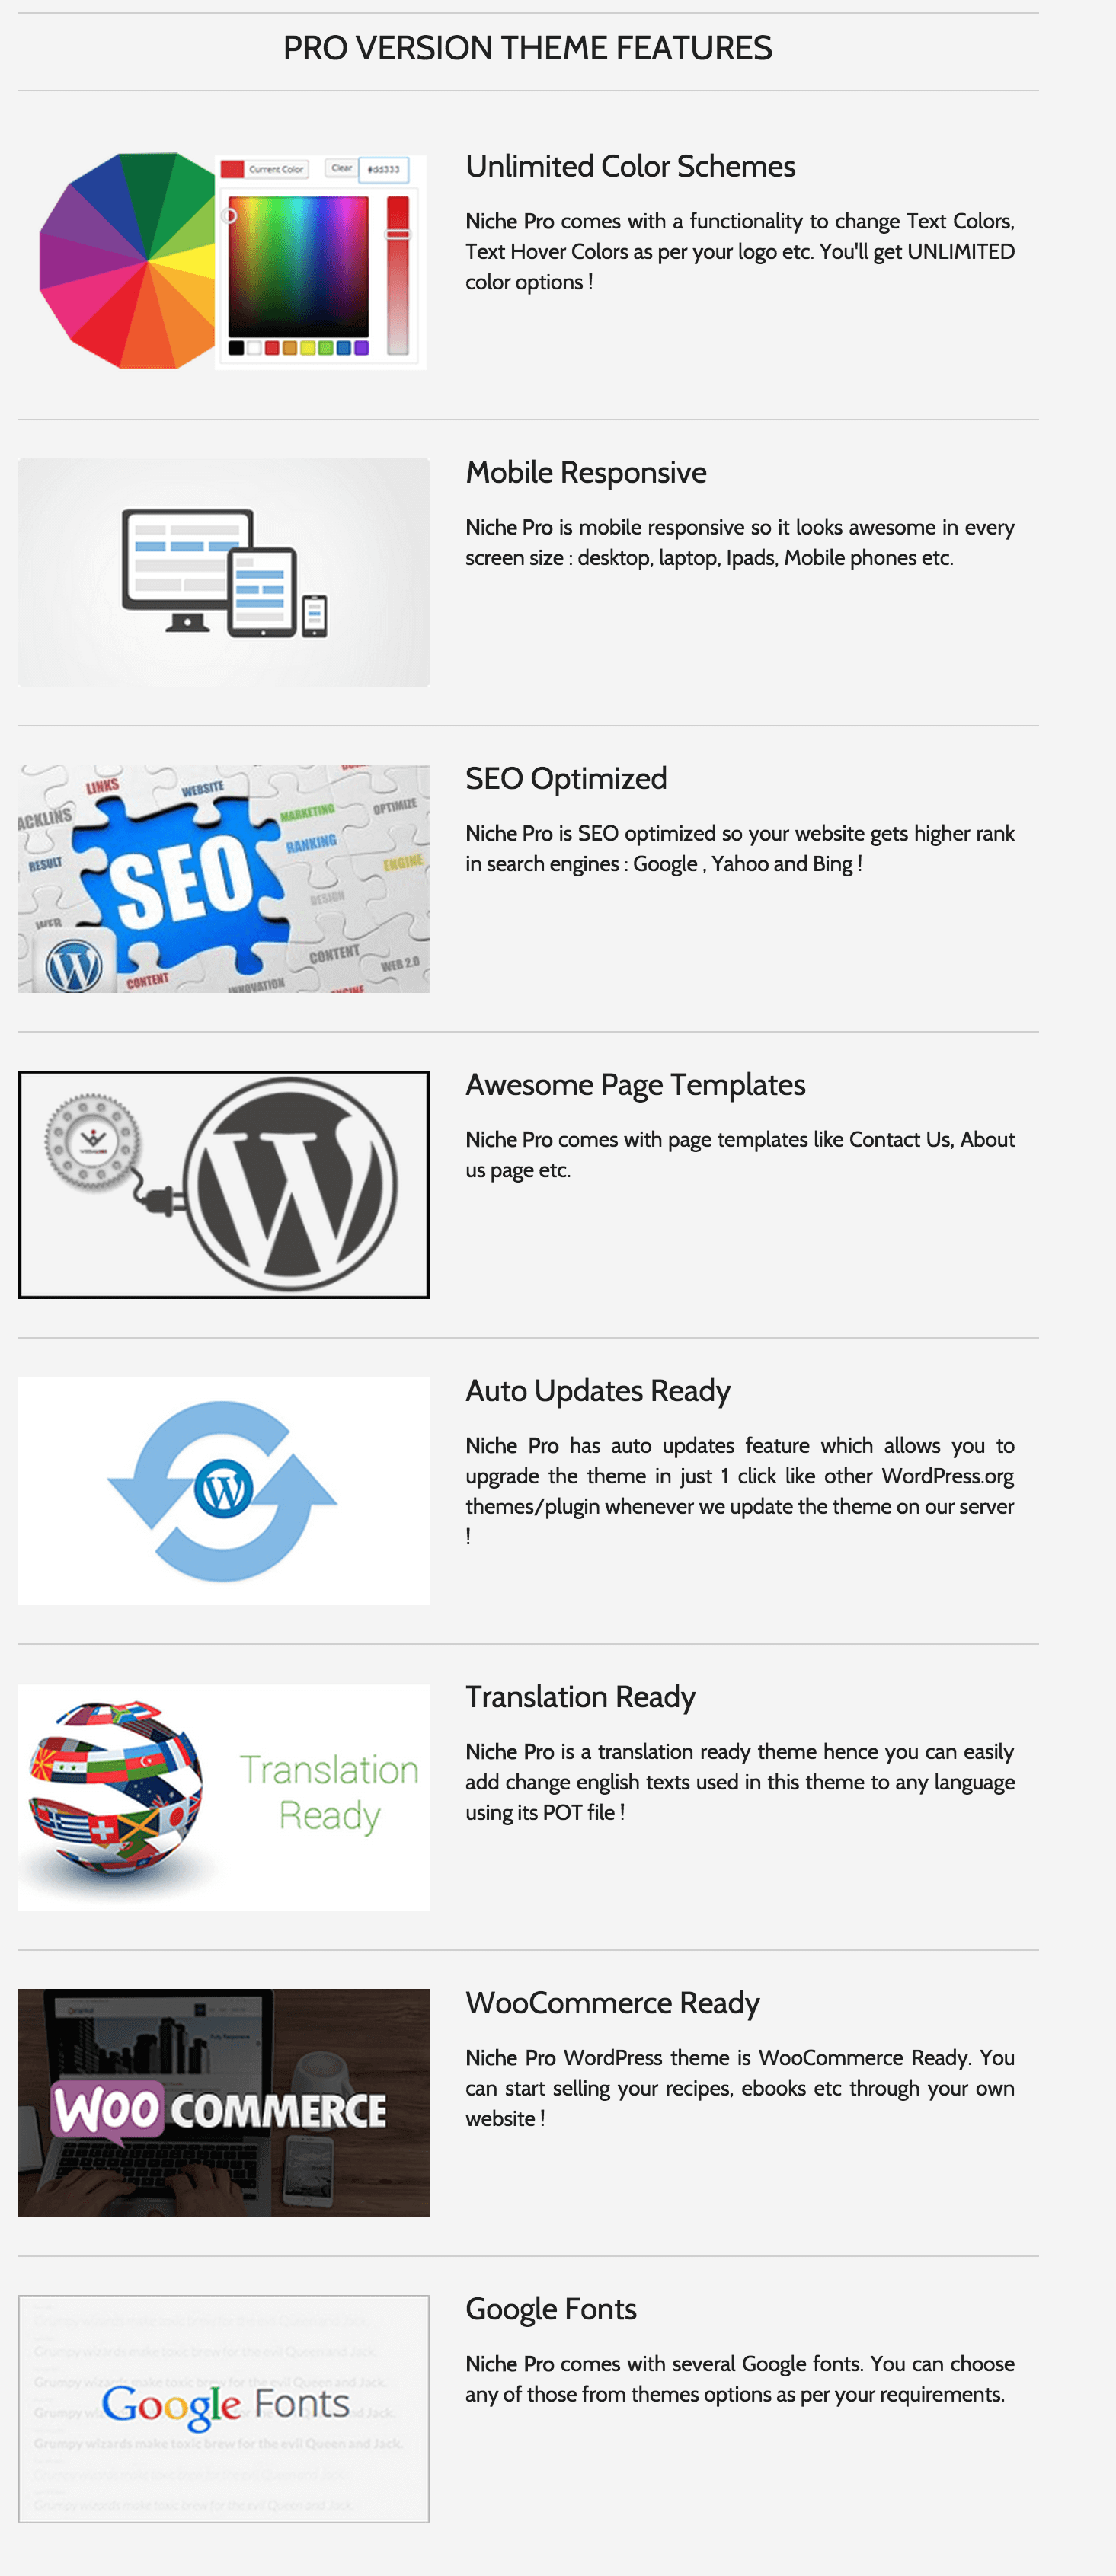 PRO VERSION THEME FEATURES
Current Color
Clear
#dd3333
Unlimited Color Schemes
Niche Pro comes with a functionality to change Text Colors,
Text Hover Colors as per your logo etc. You'll get UNLIMITED
color options !
Mobile Responsive
Niche Pro is mobile responsive so it looks awesome in every
screen size : desktop, laptop, Ipads, Mobile phones etc.
LINKS
WEBSITE
ACKLINS
MARKETING
OPTIMIZE
RESULT
SEO
RANKING
ENGINE
DESIGN
WEB
CONTENT
WEB 2.0
CONTENT
INNOVATION
SEO Optimized
Niche Pro is SEO optimized so your website gets higher rank
in search engines : Google , Yahoo and Bing !
W
Awesome Page Templates
Niche Pro comes with page templates like Contact Us, About
us page etc.
Auto Updates Ready
Niche Pro has auto updates feature which allows you to
upgrade the theme in just 1 click like other WordPress.org
themes/plugin whenever we update the theme on our server
!
Translation
Ready
Translation Ready
Niche Pro is a translation ready theme hence you can easily
add change english texts used in this theme to any language
using its POT file !
WOO COMMERCE
WooCommerce Ready
Niche Pro WordPress theme is WooCommerce Ready. You
can start selling your recipes, ebooks etc through your own
website !
Grumpy wizards make toxic brew for the evil Queen and Jack.
Grumpy wizards make toxic brew for the evil Queen and Jack.
Grumpy wizards make toxic brew for the evil Queen and Jack.
Google Fonts
Grumpy wizards make toxic brew for the evil Queen and Jack.
Grumpy wizards make toxic brew for the evil Queen and Jack.
Grumpy wizards make toxic brew for the evil Queen and Jack.
Google Fonts
Niche Pro comes with several Google fonts. You can choose
any of those from themes options as per your requirements.